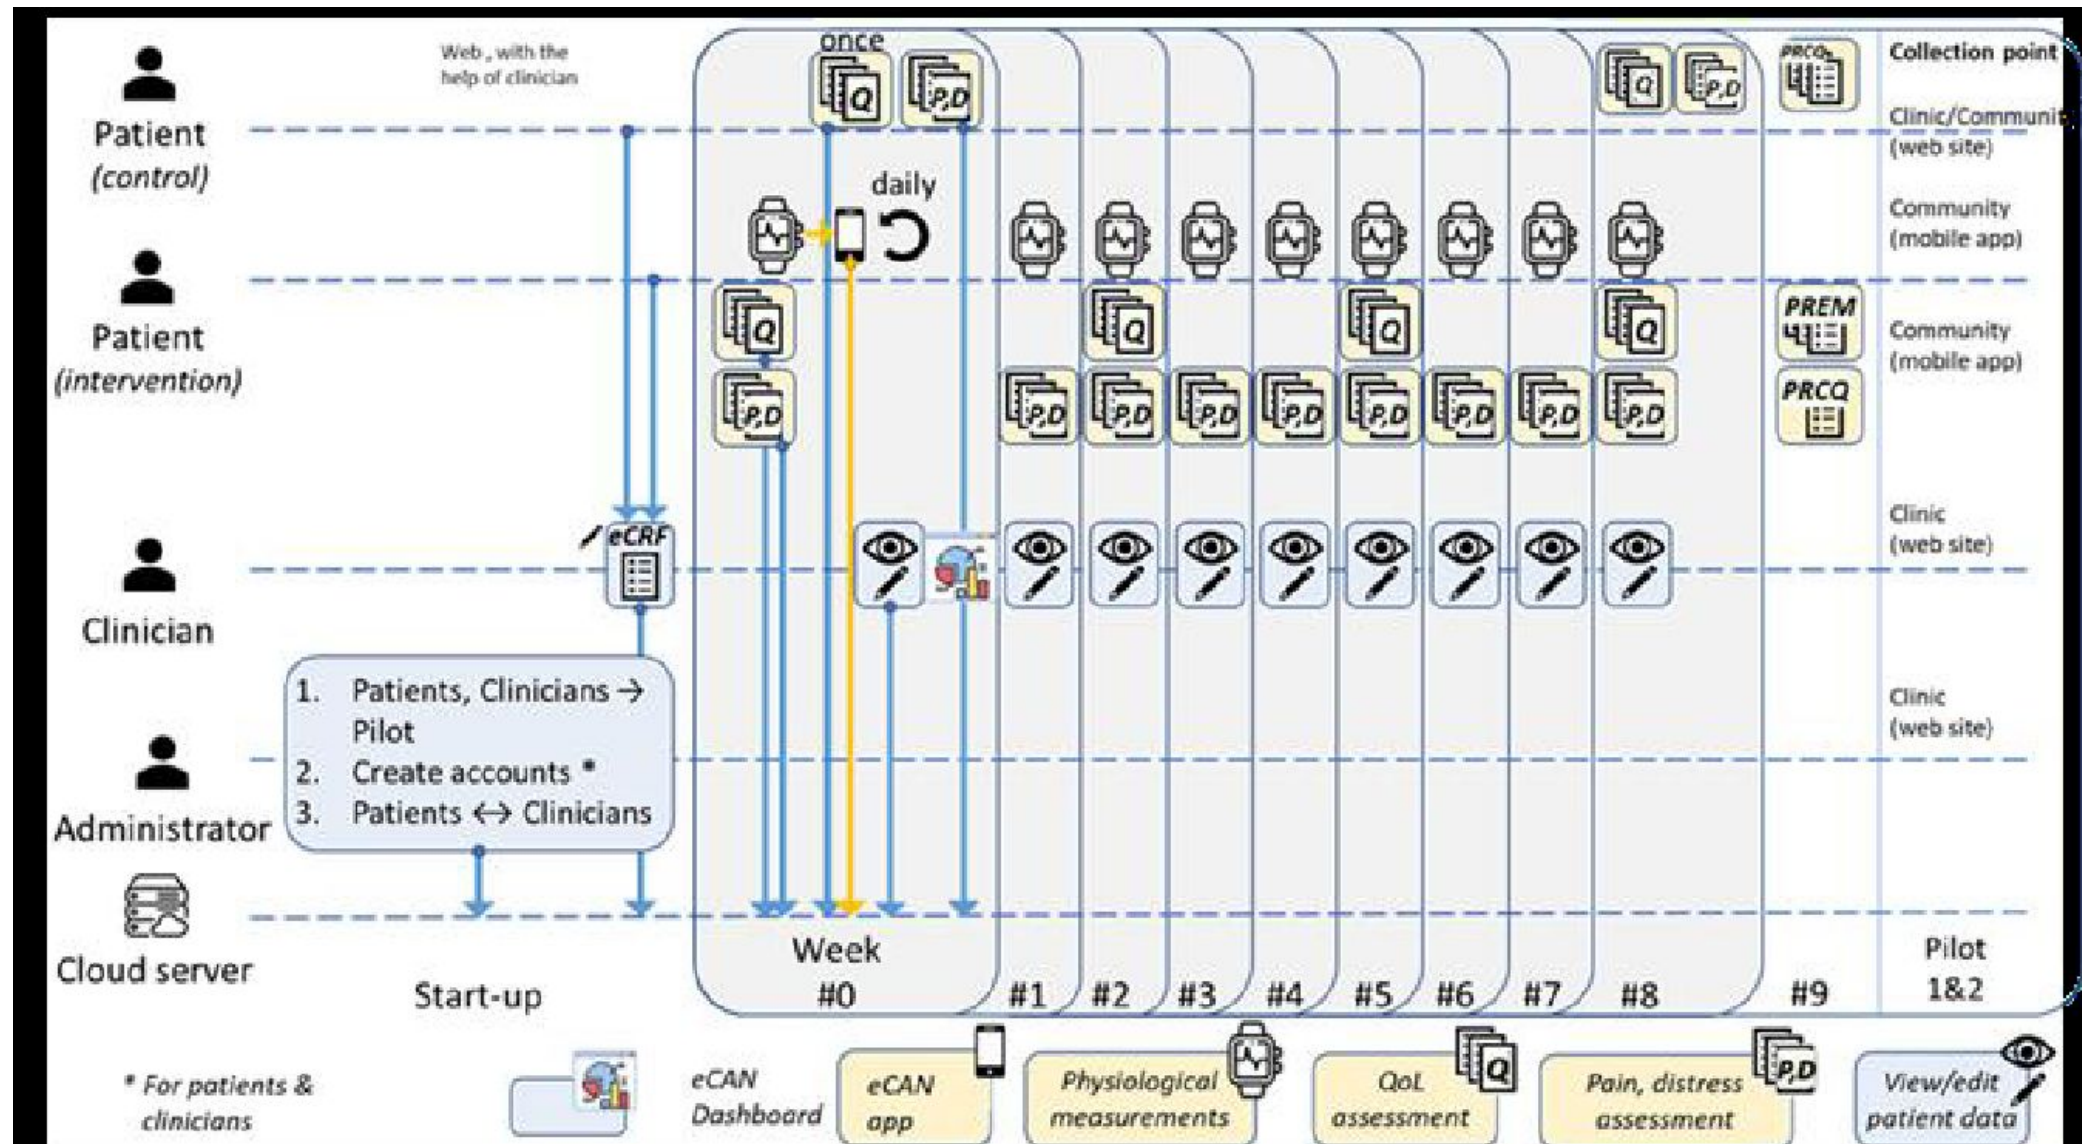 Web , with the
help of clinician
once
Q
P,D
Q
P,D
PRCQ
Collection point
Patient
(control)
Clinic/Communit
(web site)
daily
Community
(mobile app)
Patient
(intervention)
Q
Q
Q
Q
PREM
Community
(mobile app)
P,D
P,D
P,D
P,D
P,D
P,D
P,D
P,D
P,D
PRCQ
eCRF
Clinic
(web site)
Clinician
1. Patients, Clinicians →
Pilot
2. Create accounts *
3. Patients ↔ Clinicians
Clinic
(web site)
Administrator
Cloud server
Start-up
Week
#0
#1
#2
#3
#4
#5
#6
#7
#8
#9
Pilot
1&2
* For patients &
clinicians
eCAN
Dashboard
eCAN
app
Physiological
measurements
QoL
assessment
Q
Pain, distress
assessment
P,D
View/edit
patient data